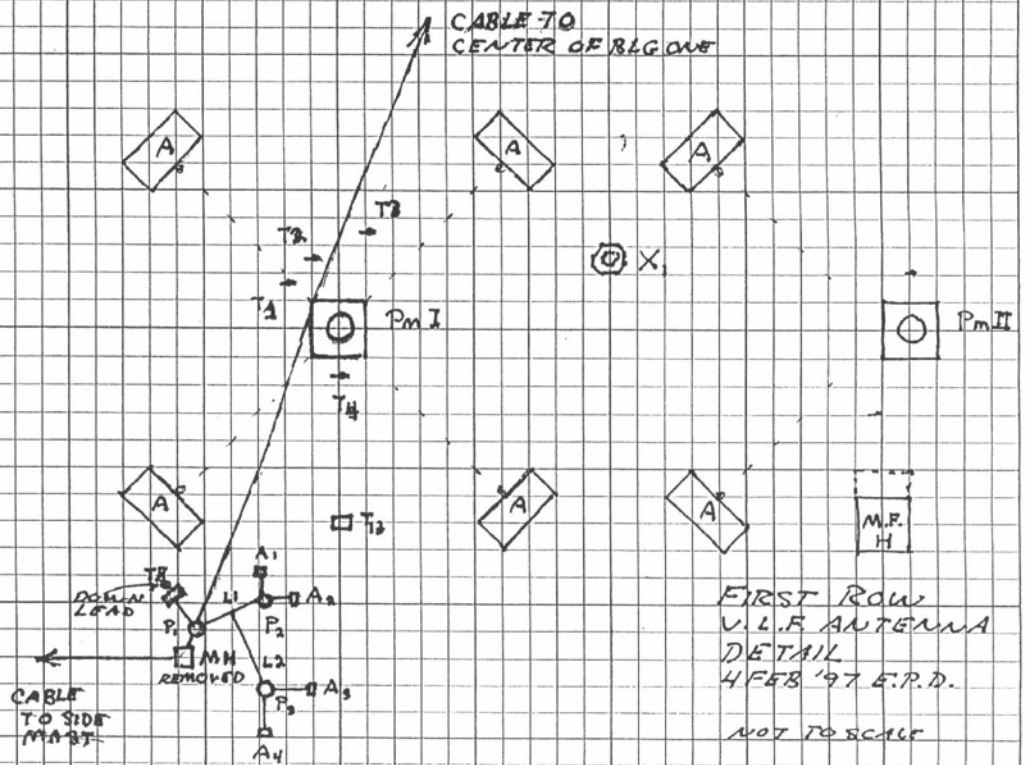 CABLE TO
CENTER OF BLG ONE
A
A
A
T3
T2
X1
T1
Pm I
Pm II
T4
A
A
A
M.F.
H
T12
A1
DOWN
LEAD
L1
A2
P1
P2
MH
REMOVED
L2
A3
P3
A4
CABLE
TO SIDE
MAST
FIRST ROW
V.L.F. ANTENNA
DETAIL
4 FEB '97 E.P.D.
NOT TO SCALE